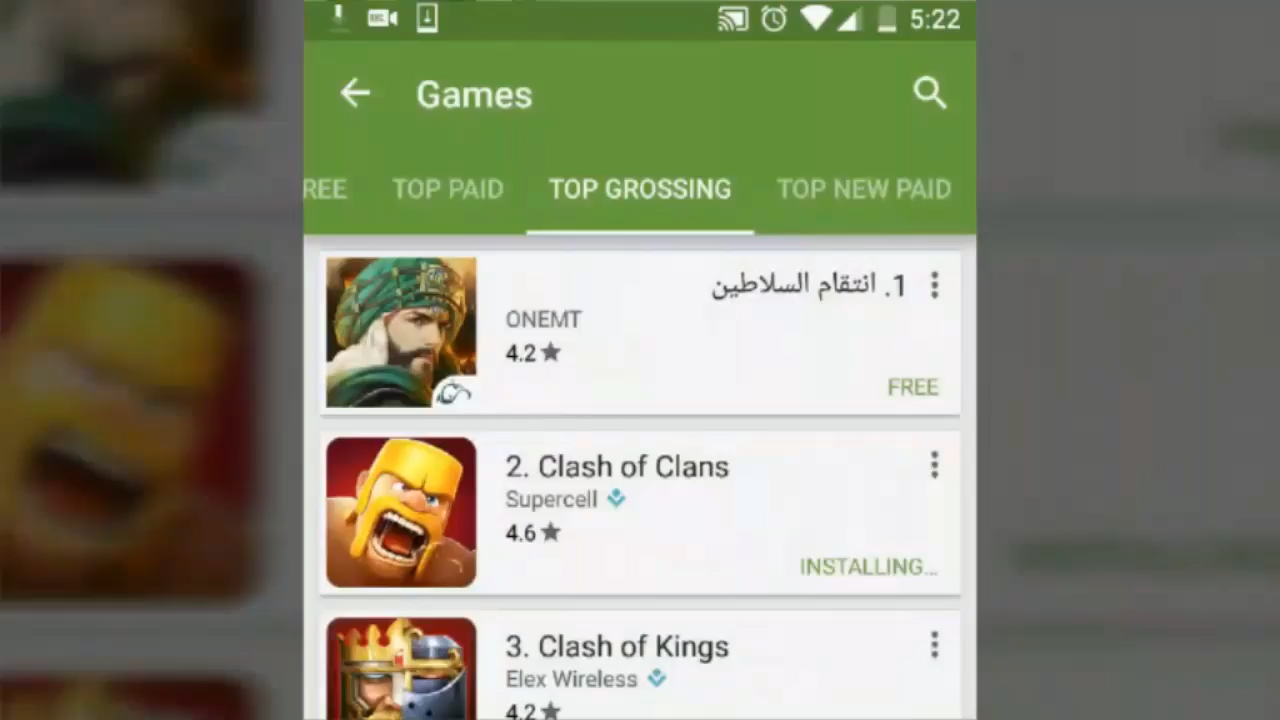 5:22
Games
REE TOP PAID TOP GROSSING TOP NEW PAID
1. انتقام السلاطين
ONEMT
4.2
FREE
2. Clash of Clans
Supercell
4.6
INSTALLING...
3. Clash of Kings
Elex Wireless
4.2